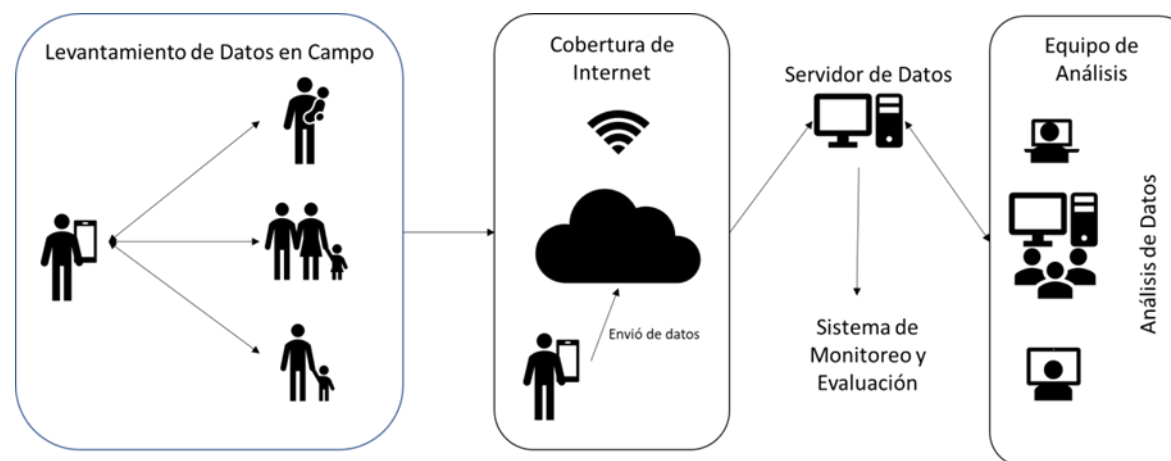 Levantamiento de Datos en Campo
Cobertura de
Internet
Envió de datos
Servidor de Datos
Sistema de
Monitoreo y
Evaluación
Equipo de
Análisis
Análisis de Datos